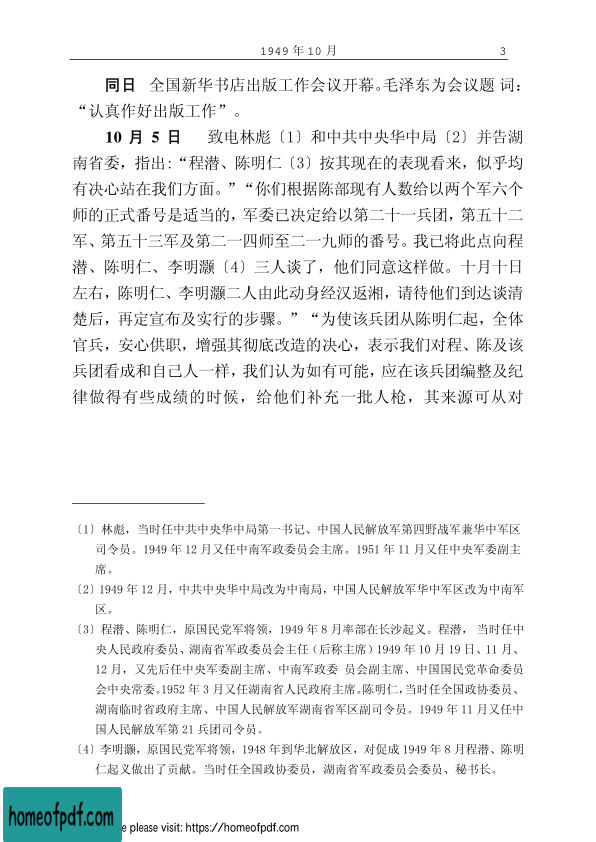 1949 年 10 月 3
同日 全国新华书店出版工作会议开幕。毛泽东为会议题 词：
“认真作好出版工作”。
10 月 5 日 致电林彪〔1〕和中共中央华中局〔2〕并告湖
南省委，指出：“程潜、陈明仁〔3〕按其现在的表现看来，似乎均
有决心站在我们方面。”“你们根据陈部现有人数给以两个军六个
师的正式番号是适当的，军委已决定给以第二十一兵团，第五十二
军、第五十三军及第二一四师至二一九师的番号。我已将此点向程
潜、陈明仁、李明灏〔4〕三人谈了，他们同意这样做。十月十日
左右，陈明仁、李明灏二人由此动身经汉返湘，请待他们到达谈清
楚后，再定宣布及实行的步骤。”“为使该兵团从陈明仁起，全体
官兵，安心供职，增强其彻底改造的决心，表示我们对程、陈及该
兵团看成和自己人一样，我们认为如有可能，应在该兵团编整及纪
律做得有些成绩的时候，给他们补充一批人枪，其来源可从对
〔1〕林彪，当时任中共中央华中局第一书记、中国人民解放军第四野战军兼华中军区
司令员。1949 年 12 月又任中南军政委员会主席。1951 年 11 月又任中央军委副主
席。
〔2〕1949 年 12 月，中共中央华中局改为中南局，中国人民解放军华中军区改为中南军
区。
〔3〕程潜、陈明仁，原国民党军将领，1949 年 8 月率部在长沙起义。程潜， 当时任中
央人民政府委员、湖南省军政委员会主任（后称主席）1949 年 10 月 19 日、11 月、
12 月，又先后任中央军委副主席、中南军政委 员会副主席、中国国民党革命委员
会中央常委。1952 年 3 月又任湖南省人民政府主席。陈明仁，当时任全国政协委员、
湖南临时省政府主席、中国人民解放军湖南省军区副司令员。1949 年 11 月又任中
国人民解放军第 21 兵团司令员。
〔4〕李明灏，原国民党军将领，1948 年到华北解放区，对促成 1949 年 8 月程潜、陈明
仁起义做出了贡献。当时任全国政协委员，湖南省军政委员会委员、秘书长。
homeofpdf.com
e please visit: https://homeofpdf.com